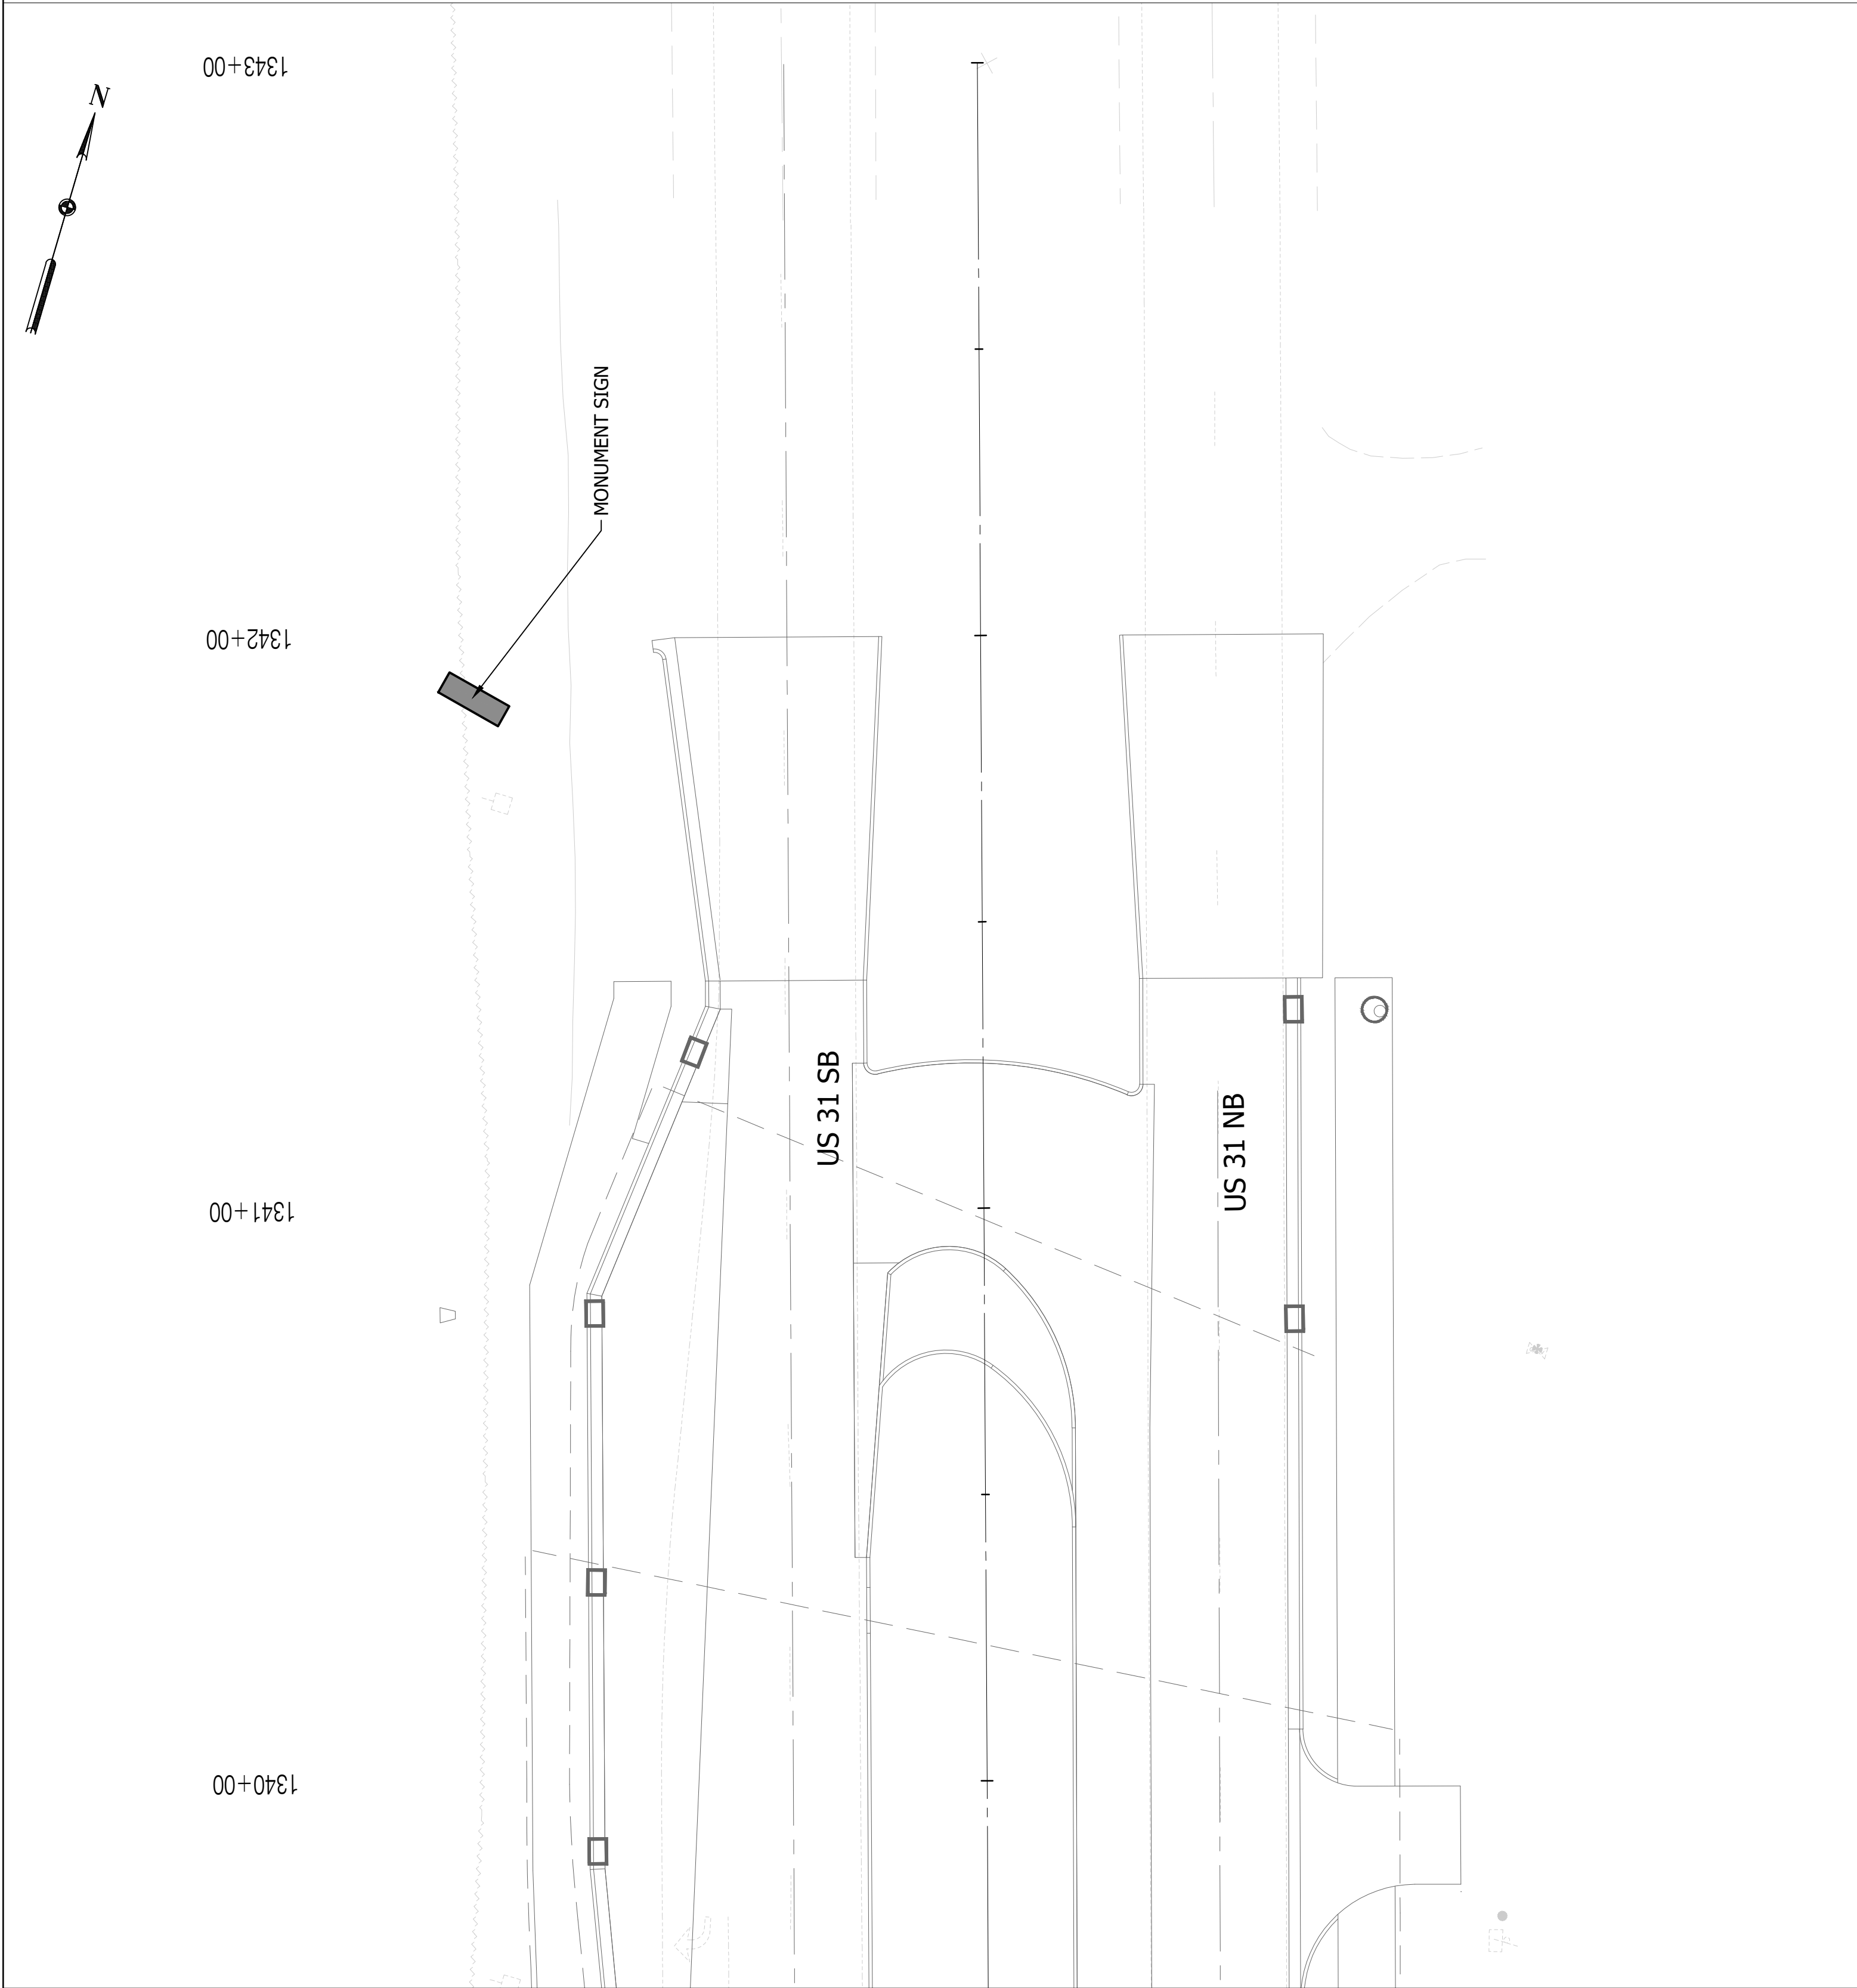 1343+00
N
MONUMENT SIGN
1342+00
US 31 SB
US 31 NB
1341+00
1340+00